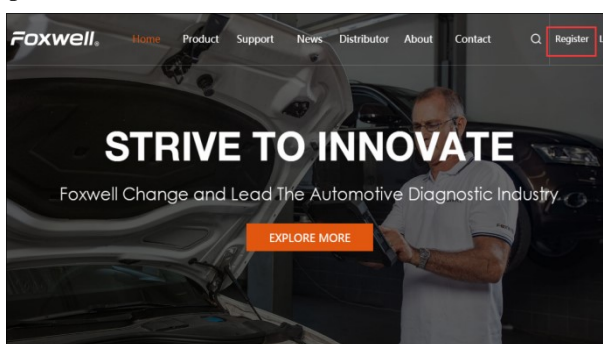 FOXWELL®
Home Product Support News Distributor About Contact Register
STRIVE TO INNOVATE
Foxwell Change and Lead The Automotive Diagnostic Industry.
EXPLORE MORE